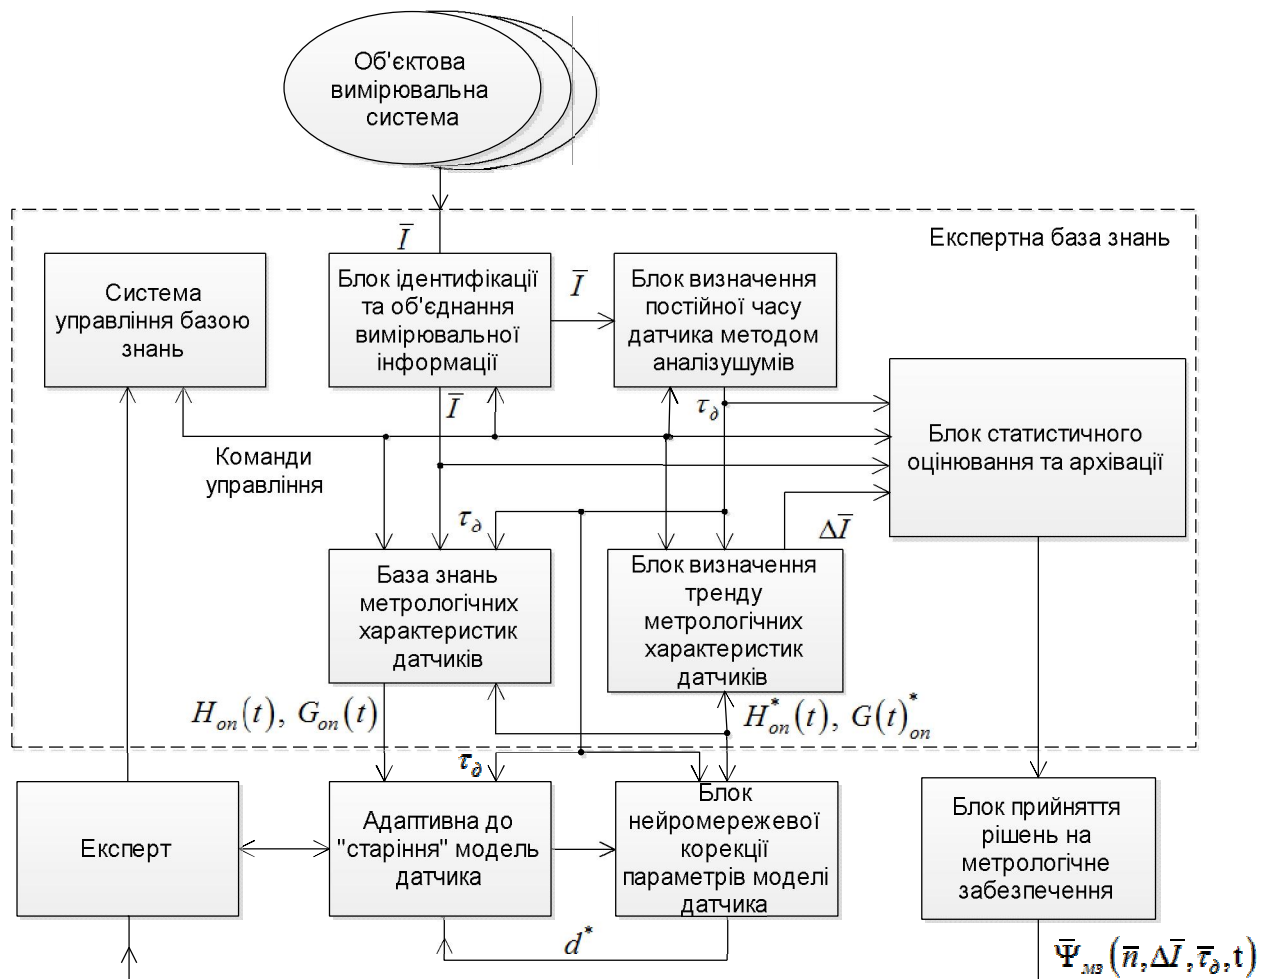 Об'єктова
вимірювальна
система
Ī
Експертна база знань
Система
управління базою
знань
Блок ідентифікації
та об'єднання
вимірювальної
інформації
Ī
Блок визначення
постійної часу
датчика методом
аналізушумів
Ī
τ∂
Команди
управління
Блок статистичного
оцінювання та архівації
τ∂
ΔĪ
База знань
метрологічних
характеристик
датчиків
Блок визначення
тренду
метрологічних
характеристик
датчиків
Hоп(t), Gоп(t)
H*оп(t), G(t)*оп
τ∂
Експерт
Адаптивна до
"старіння" модель
датчика
Блок
нейромережевої
корекції
параметрів моделі
датчика
Блок прийняття
рішень на
метрологічне
забезпечення
d*
Ψ̄мз(n̄,ΔĪ,τ̄∂,t)